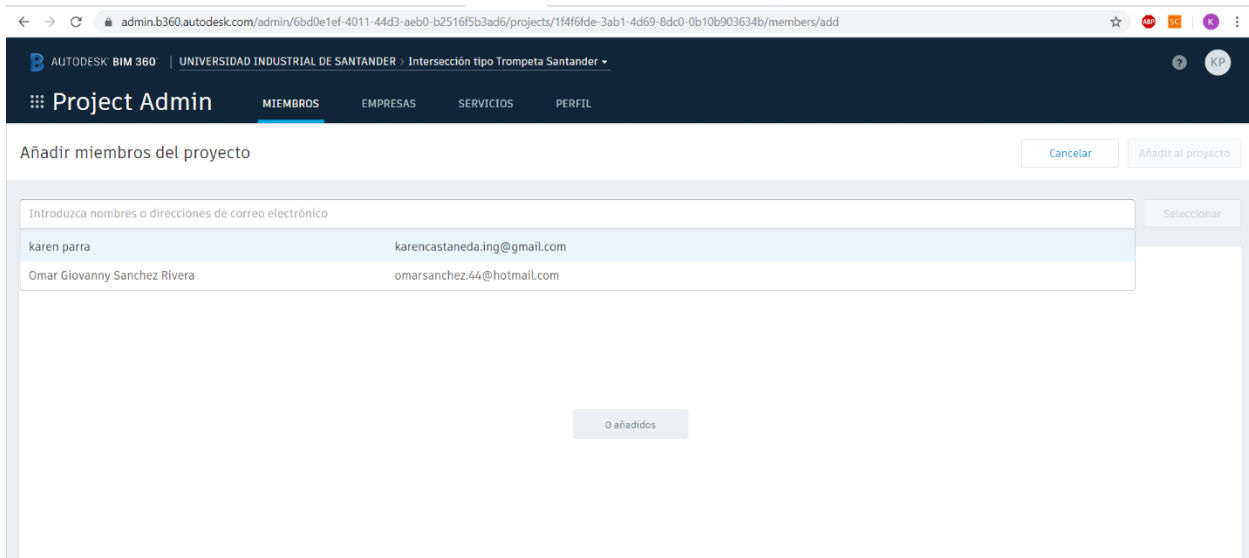 admin.b360.autodesk.com/admin/6bd0e1ef-4011-44d3-aeb0-b2516f5b3ad6/projects/1f4f6fde-3ab1-4d69-8dc0-0b10b903634b/members/add
ABP SC K
B AUTODESK® BIM 360® | UNIVERSIDAD INDUSTRIAL DE SANTANDER > Intersección tipo Trompeta Santander ? KP
Project Admin MIEMBROS EMPRESAS SERVICIOS PERFIL
Añadir miembros del proyecto Cancelar Añadir al proyecto
Introduzca nombres o direcciones de correo electrónico Seleccionar
karen parra karencastaneda.ing@gmail.com
Omar Giovanny Sanchez Rivera omarsanchez.44@hotmail.com
0 añadidos